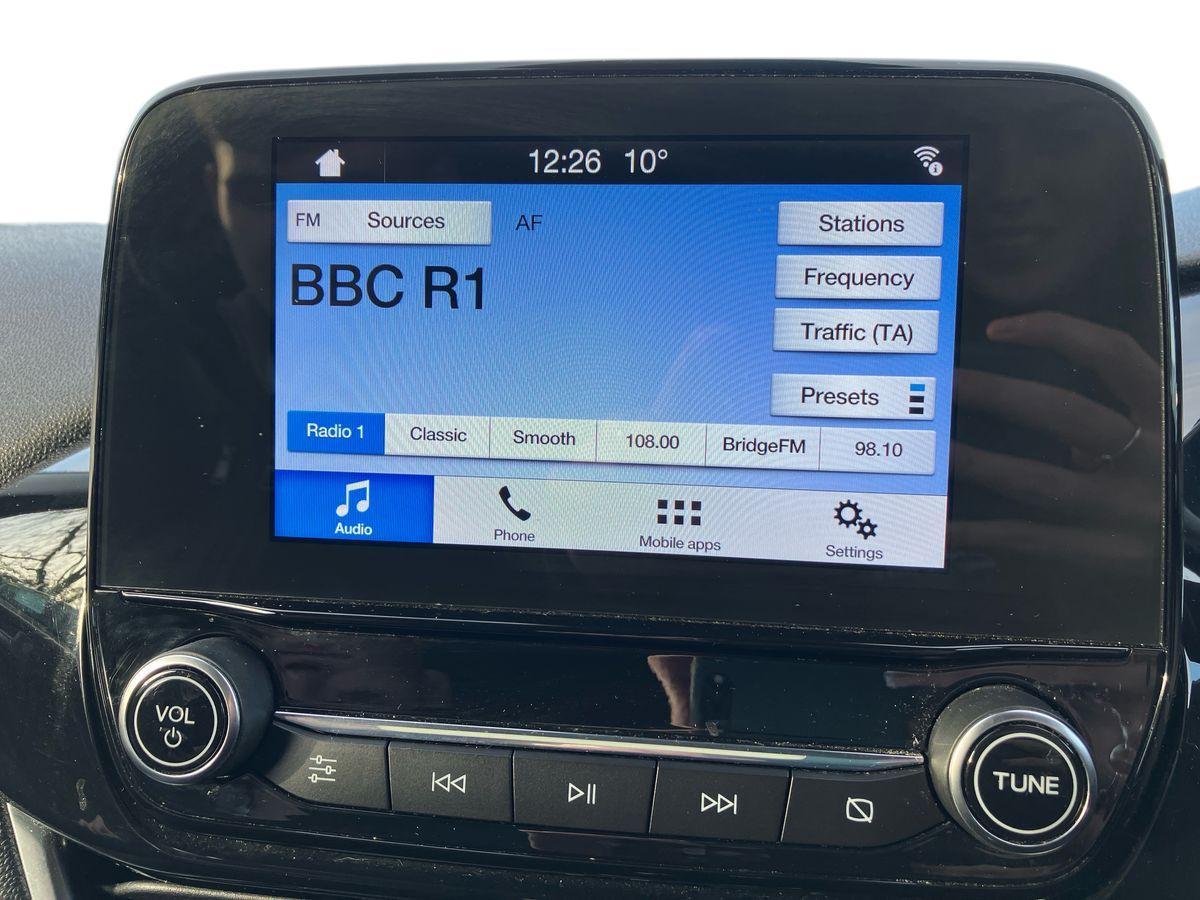 12:26 10°
FM Sources AF
Stations
BBC R1
Frequency
Traffic (TA)
Presets
Radio 1 Classic Smooth 108.00 BridgeFM 98.10
Audio Phone Mobile apps Settings
VOL
TUNE